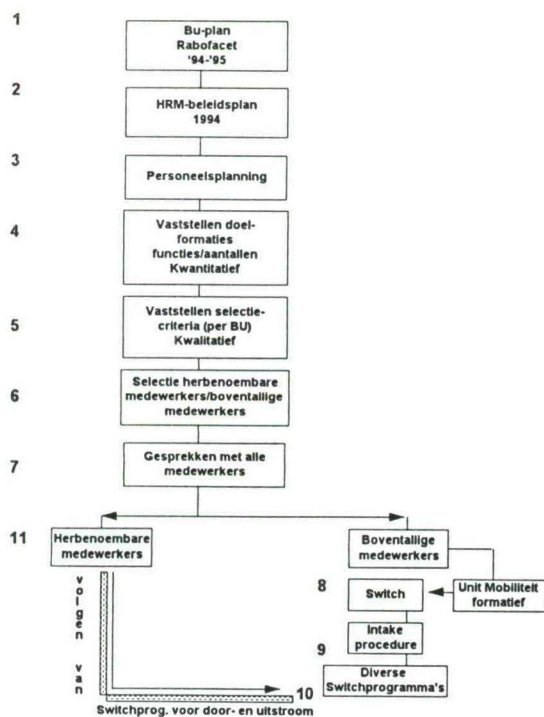 1
Bu-plan
Rabofacet
'94-'95
2
HRM-beleidsplan
1994
3
Personeelsplanning
4
Vaststellen doel-
formaties
functies/aantallen
Kwantitatief
5
Vaststellen selectie-
criteria (per BU)
Kwalitatief
6
Selectie herbenoembare
medewerkers/boventallige
medewerkers
7
Gesprekken met alle
medewerkers
11
Herbenoembare
medewerkers
Boventallige
medewerkers
volgen van
8
Switch
Unit Mobiliteit
formatief
9
Intake
procedure
Diverse
Switchprogramma's
10
Switchprog. voor door- en uitstroom